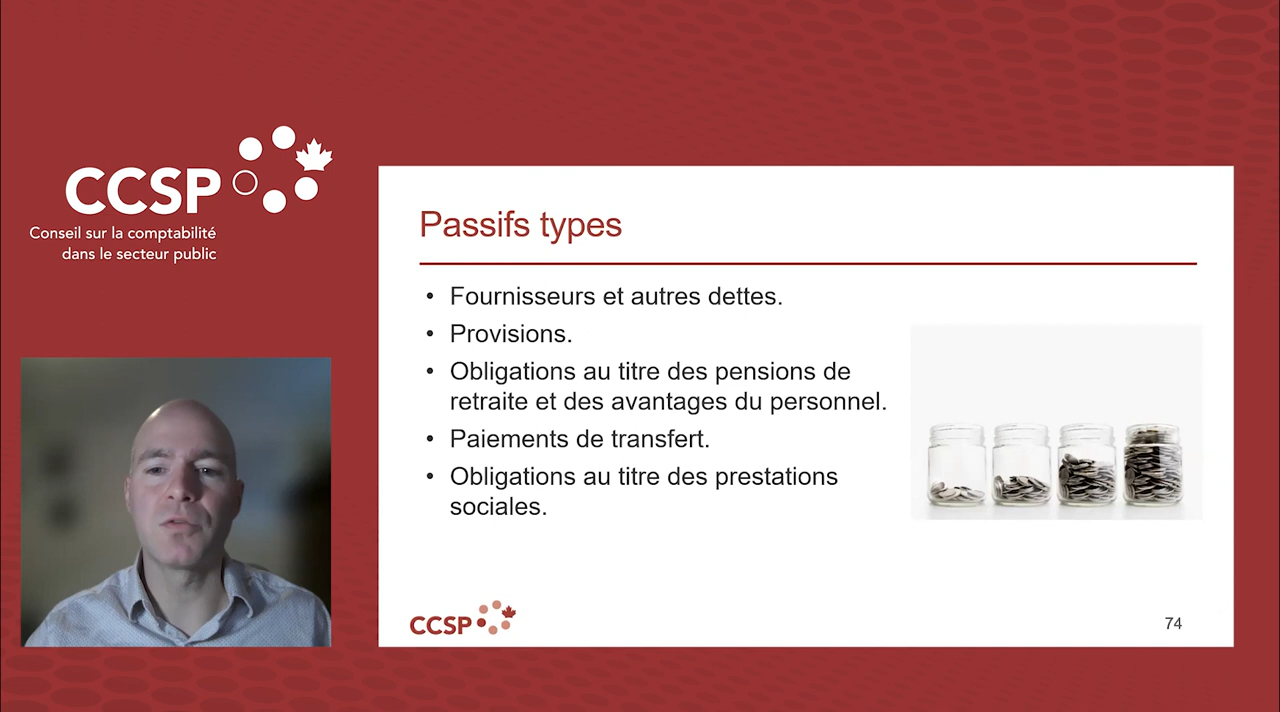 CCSP
Conseil sur la comptabilité
dans le secteur public
Passifs types
• Fournisseurs et autres dettes.
• Provisions.
• Obligations au titre des pensions de
retraite et des avantages du personnel.
• Paiements de transfert.
• Obligations au titre des prestations
sociales.
CCSP
74